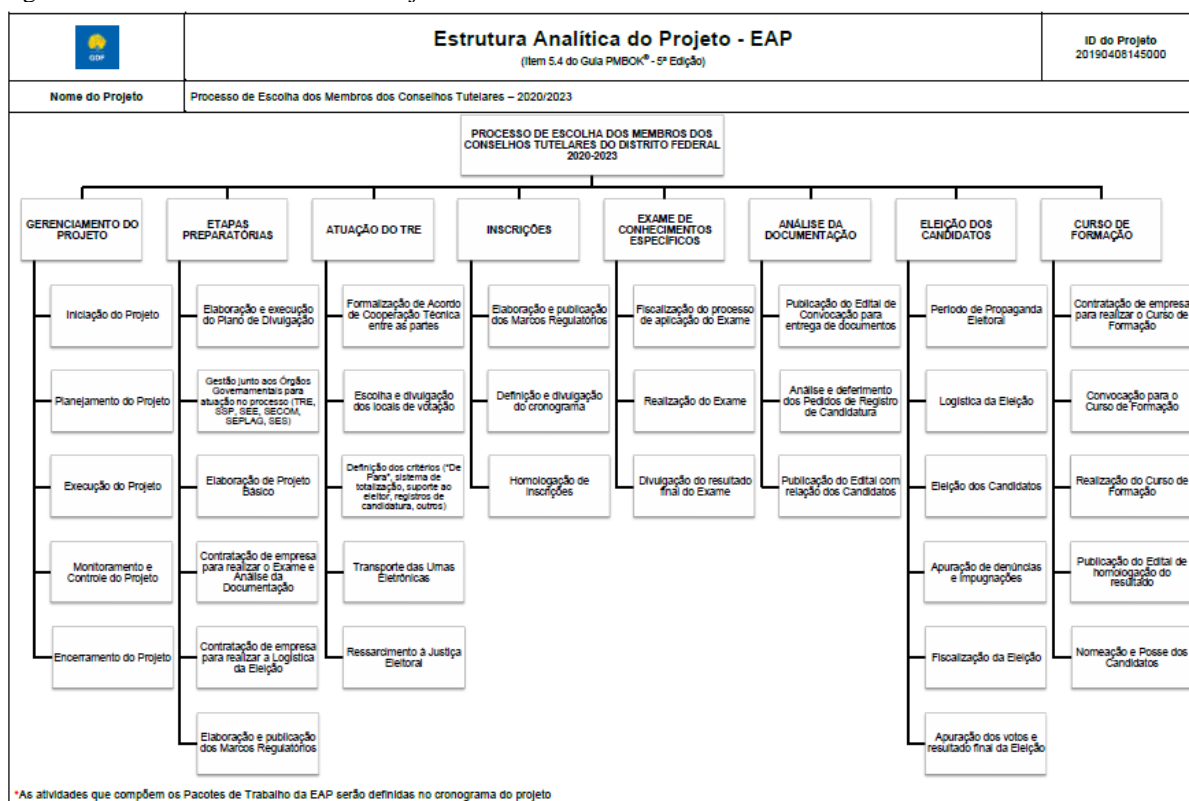 GDF
Estrutura Analítica do Projeto - EAP
(Item 5.4 do Guia PMBOK® - 5ª Edição)
ID do Projeto
20190408145000
Nome do Projeto
Processo de Escolha dos Membros dos Conselhos Tutelares – 2020/2023
PROCESSO DE ESCOLHA DOS MEMBROS DOS
CONSELHOS TUTELARES DO DISTRITO FEDERAL
2020-2023
GERENCIAMENTO DO
PROJETO
Iniciação do Projeto
Planejamento do Projeto
Execução do Projeto
Monitoramento e
Controle do Projeto
Encerramento do Projeto
ETAPAS
PREPARATÓRIAS
Elaboração e execução
do Plano de Divulgação
Gestão junto aos Órgãos
Governamentais para
atuação no processo (TRE,
SSP, SEE, SECOM,
SEPLAG, SES)
Elaboração de Projeto
Básico
Contratação de empresa
para realizar o Exame e
Análise da
Documentação
Contratação de empresa
para realizar a Logística
da Eleição
Elaboração e publicação
dos Marcos Regulatórios
ATUAÇÃO DO TRE
Formalização de Acordo
de Cooperação Técnica
entre as partes
Escolha e divulgação
dos locais de votação
Definição dos critérios ("De
Para", sistema de
totalização, suporte ao
eleitor, registros de
candidatura, outros)
Transporte das Urnas
Eletrônicas
Ressarcimento à Justiça
Eleitoral
INSCRIÇÕES
Elaboração e publicação
dos Marcos Regulatórios
Definição e divulgação
do cronograma
Homologação de
Inscrições
EXAME DE
CONHECIMENTOS
ESPECÍFICOS
Fiscalização do processo
de aplicação do Exame
Realização do Exame
Divulgação do resultado
final do Exame
ANÁLISE DA
DOCUMENTAÇÃO
Publicação do Edital de
Convocação para
entrega de documentos
Análise e deferimento
dos Pedidos de Registro
de Candidatura
Publicação do Edital com
relação dos Candidatos
ELEIÇÃO DOS
CANDIDATOS
Período de Propaganda
Eleitoral
Logística da Eleição
Eleição dos Candidatos
Apuração de denúncias
e impugnações
Fiscalização da Eleição
Apuração dos votos e
resultado final da Eleição
CURSO DE
FORMAÇÃO
Contratação de empresa
para realizar o Curso de
Formação
Convocação para o
Curso de Formação
Realização do Curso de
Formação
Publicação do Edital de
homologação do
resultado
Nomeação e Posse dos
Candidatos
*As atividades que compõem os Pacotes de Trabalho da EAP serão definidas no cronograma do projeto